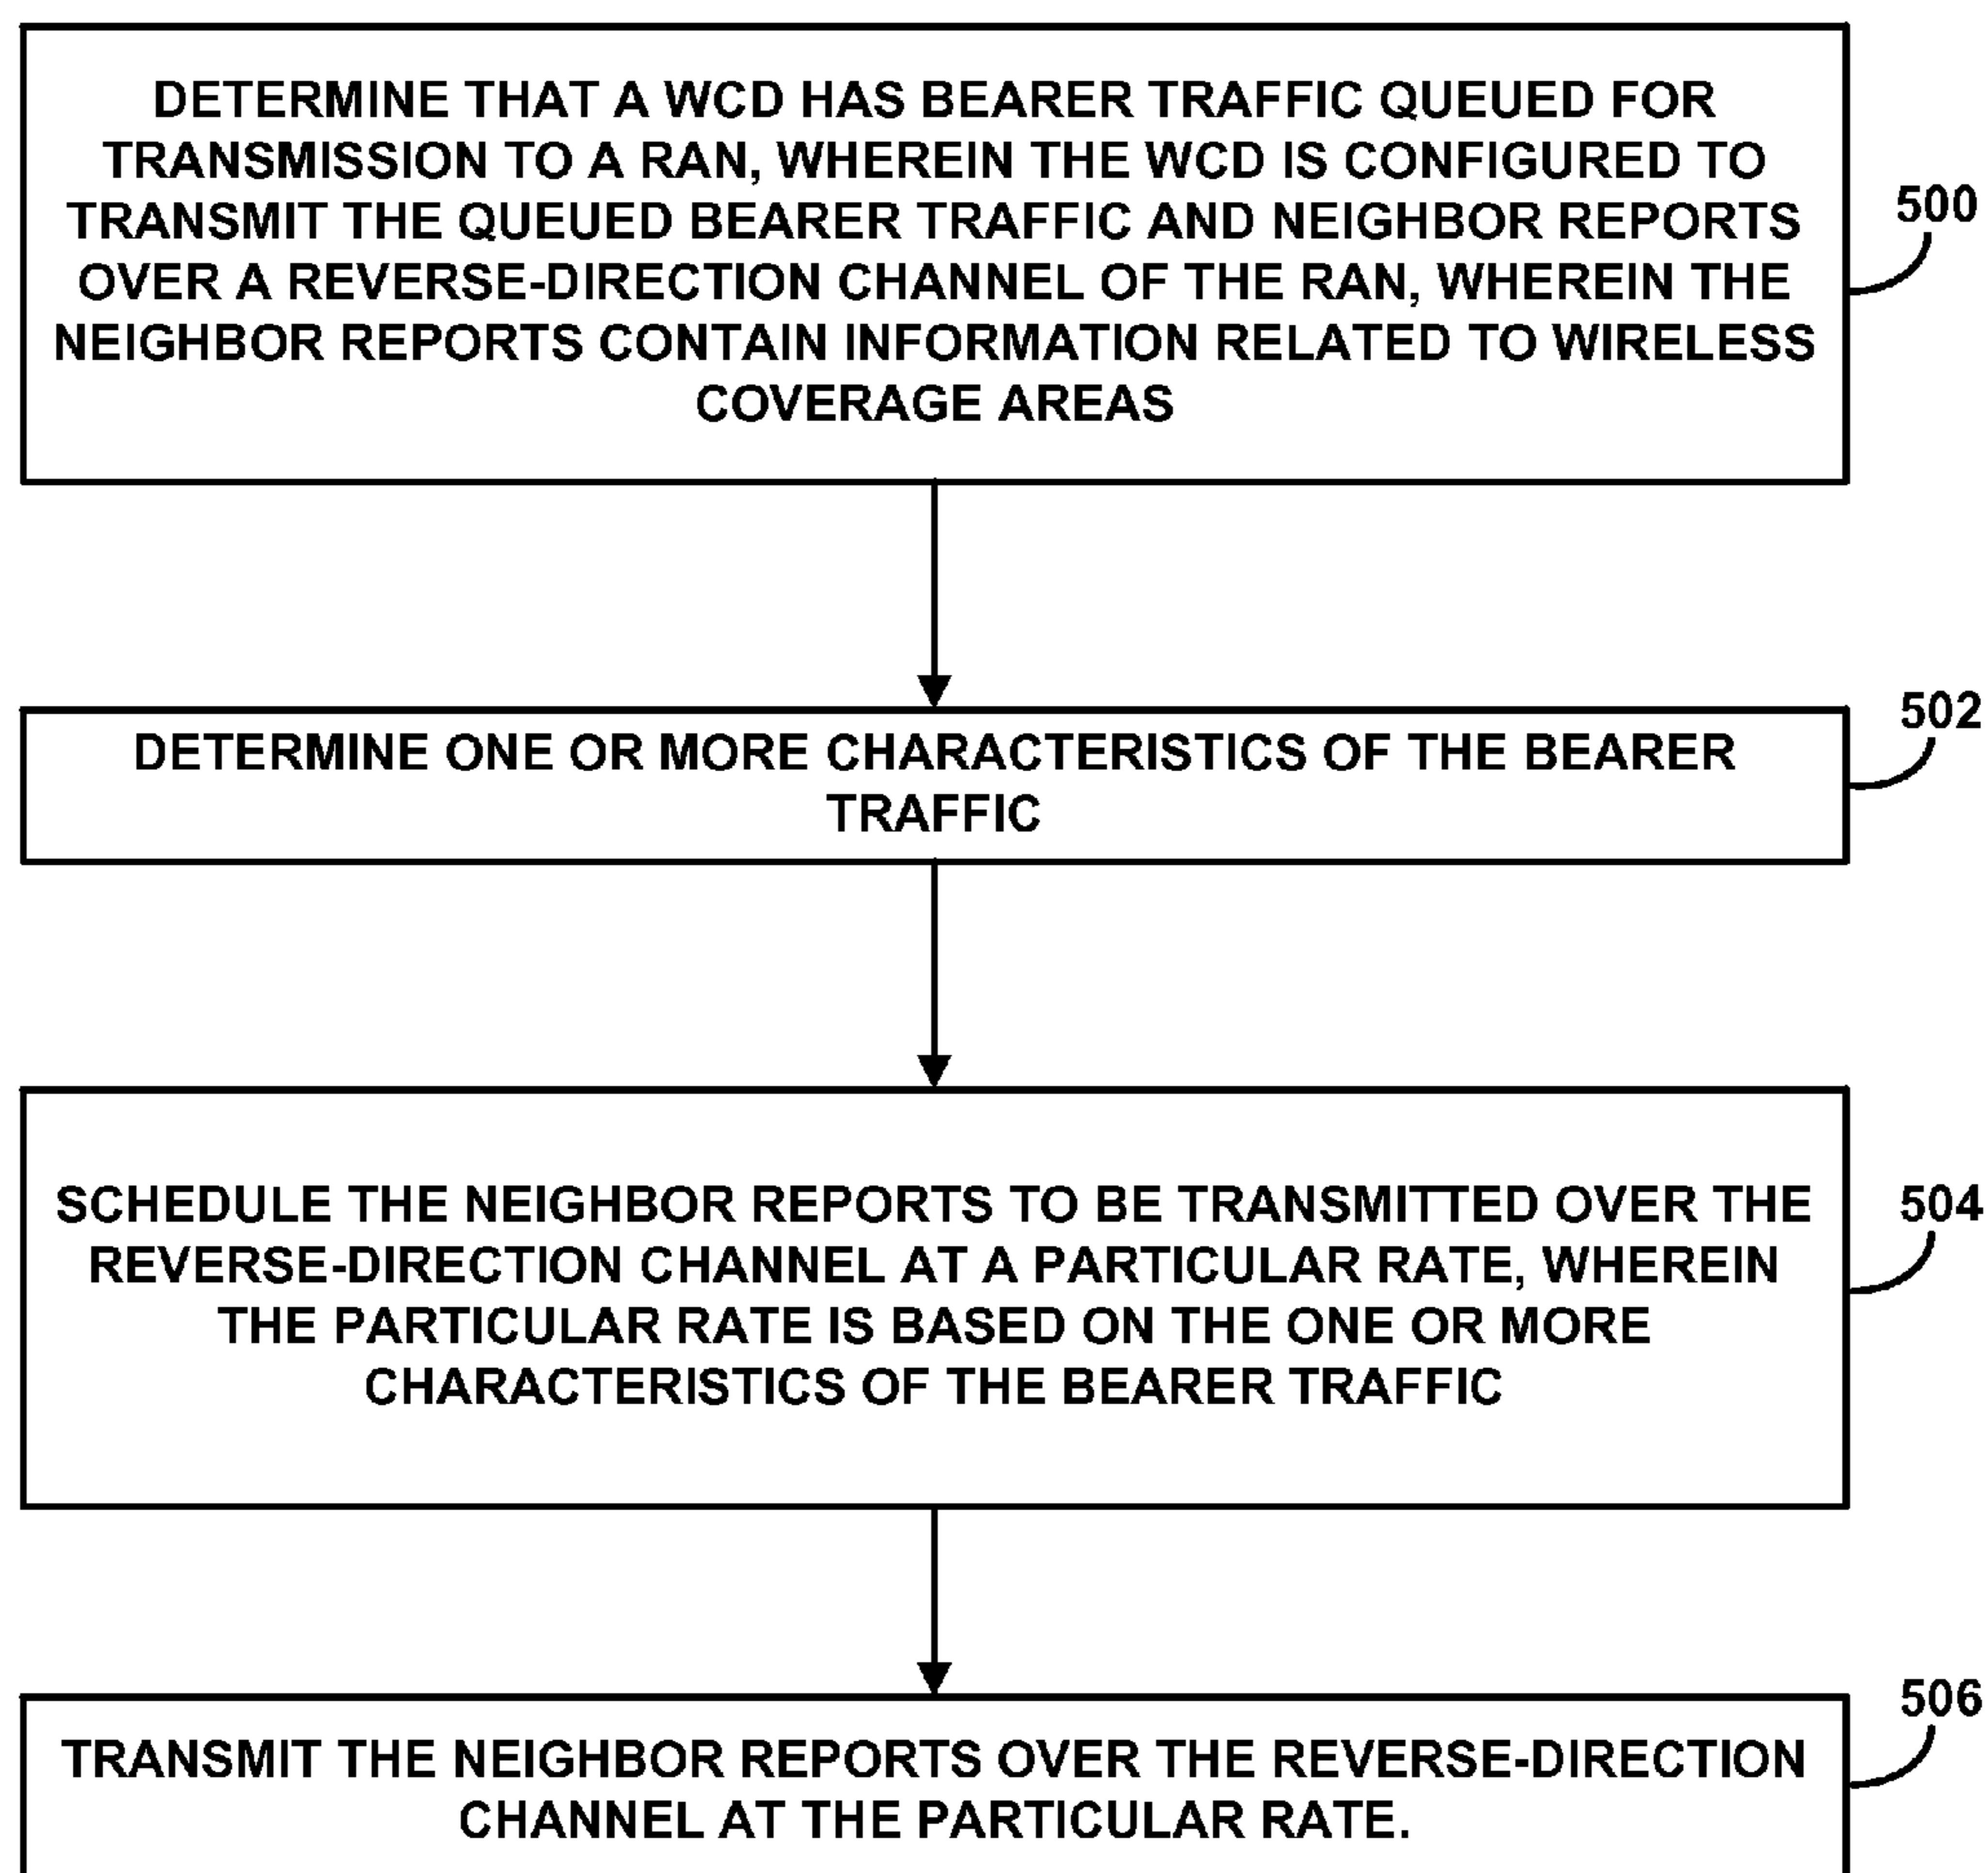 DETERMINE THAT A WCD HAS BEARER TRAFFIC QUEUED FOR
TRANSMISSION TO A RAN, WHEREIN THE WCD IS CONFIGURED TO
TRANSMIT THE QUEUED BEARER TRAFFIC AND NEIGHBOR REPORTS
OVER A REVERSE-DIRECTION CHANNEL OF THE RAN, WHEREIN THE
NEIGHBOR REPORTS CONTAIN INFORMATION RELATED TO WIRELESS
COVERAGE AREAS
500
DETERMINE ONE OR MORE CHARACTERISTICS OF THE BEARER
TRAFFIC
502
SCHEDULE THE NEIGHBOR REPORTS TO BE TRANSMITTED OVER THE
REVERSE-DIRECTION CHANNEL AT A PARTICULAR RATE, WHEREIN
THE PARTICULAR RATE IS BASED ON THE ONE OR MORE
CHARACTERISTICS OF THE BEARER TRAFFIC
504
TRANSMIT THE NEIGHBOR REPORTS OVER THE REVERSE-DIRECTION
CHANNEL AT THE PARTICULAR RATE.
506